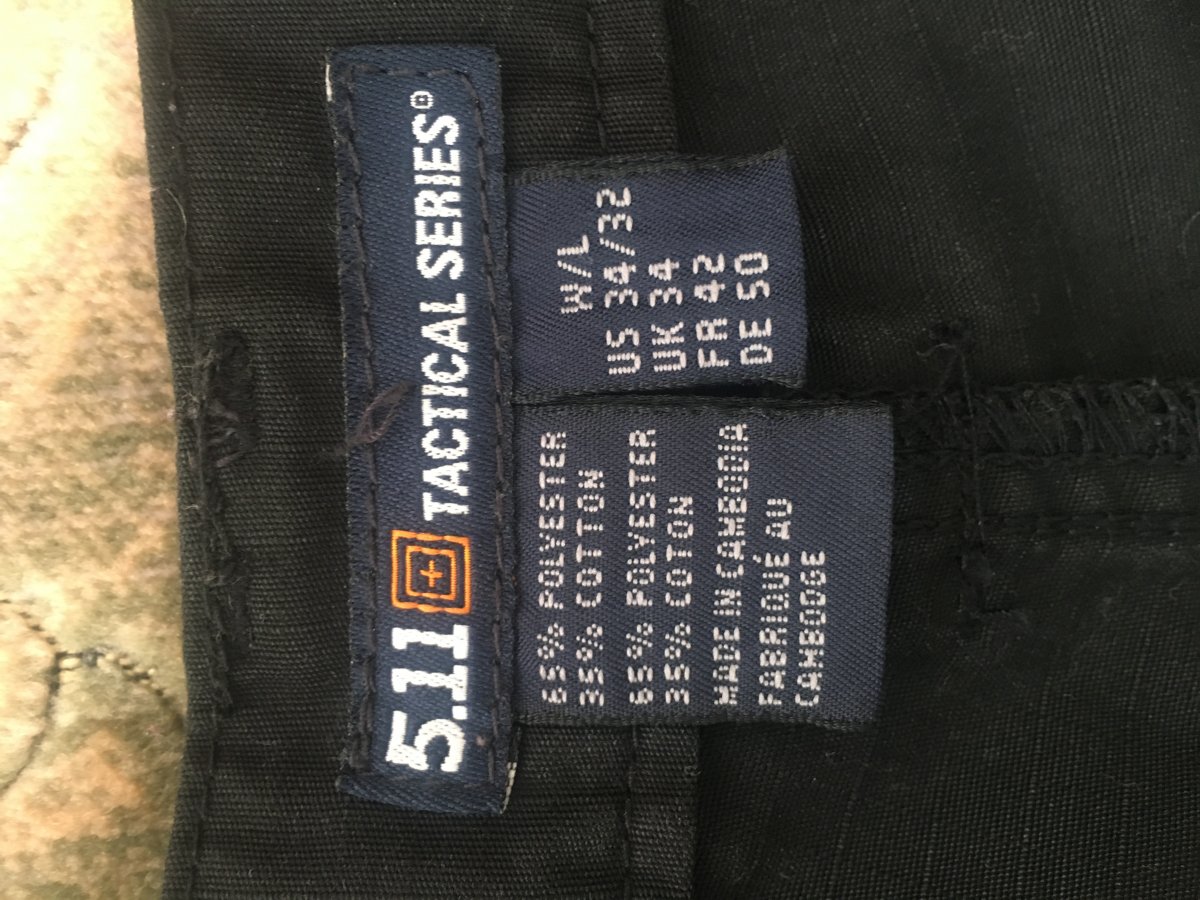 5.11 TACTICAL SERIES®
65% POLYESTER
35% COTTON
65% POLYESTER
35% COTON
MADE IN CAMBODIA
FABRIQUÉ AU
CAMBODGE
W/L
US 34/32
UK 34
FR 42
DE 50